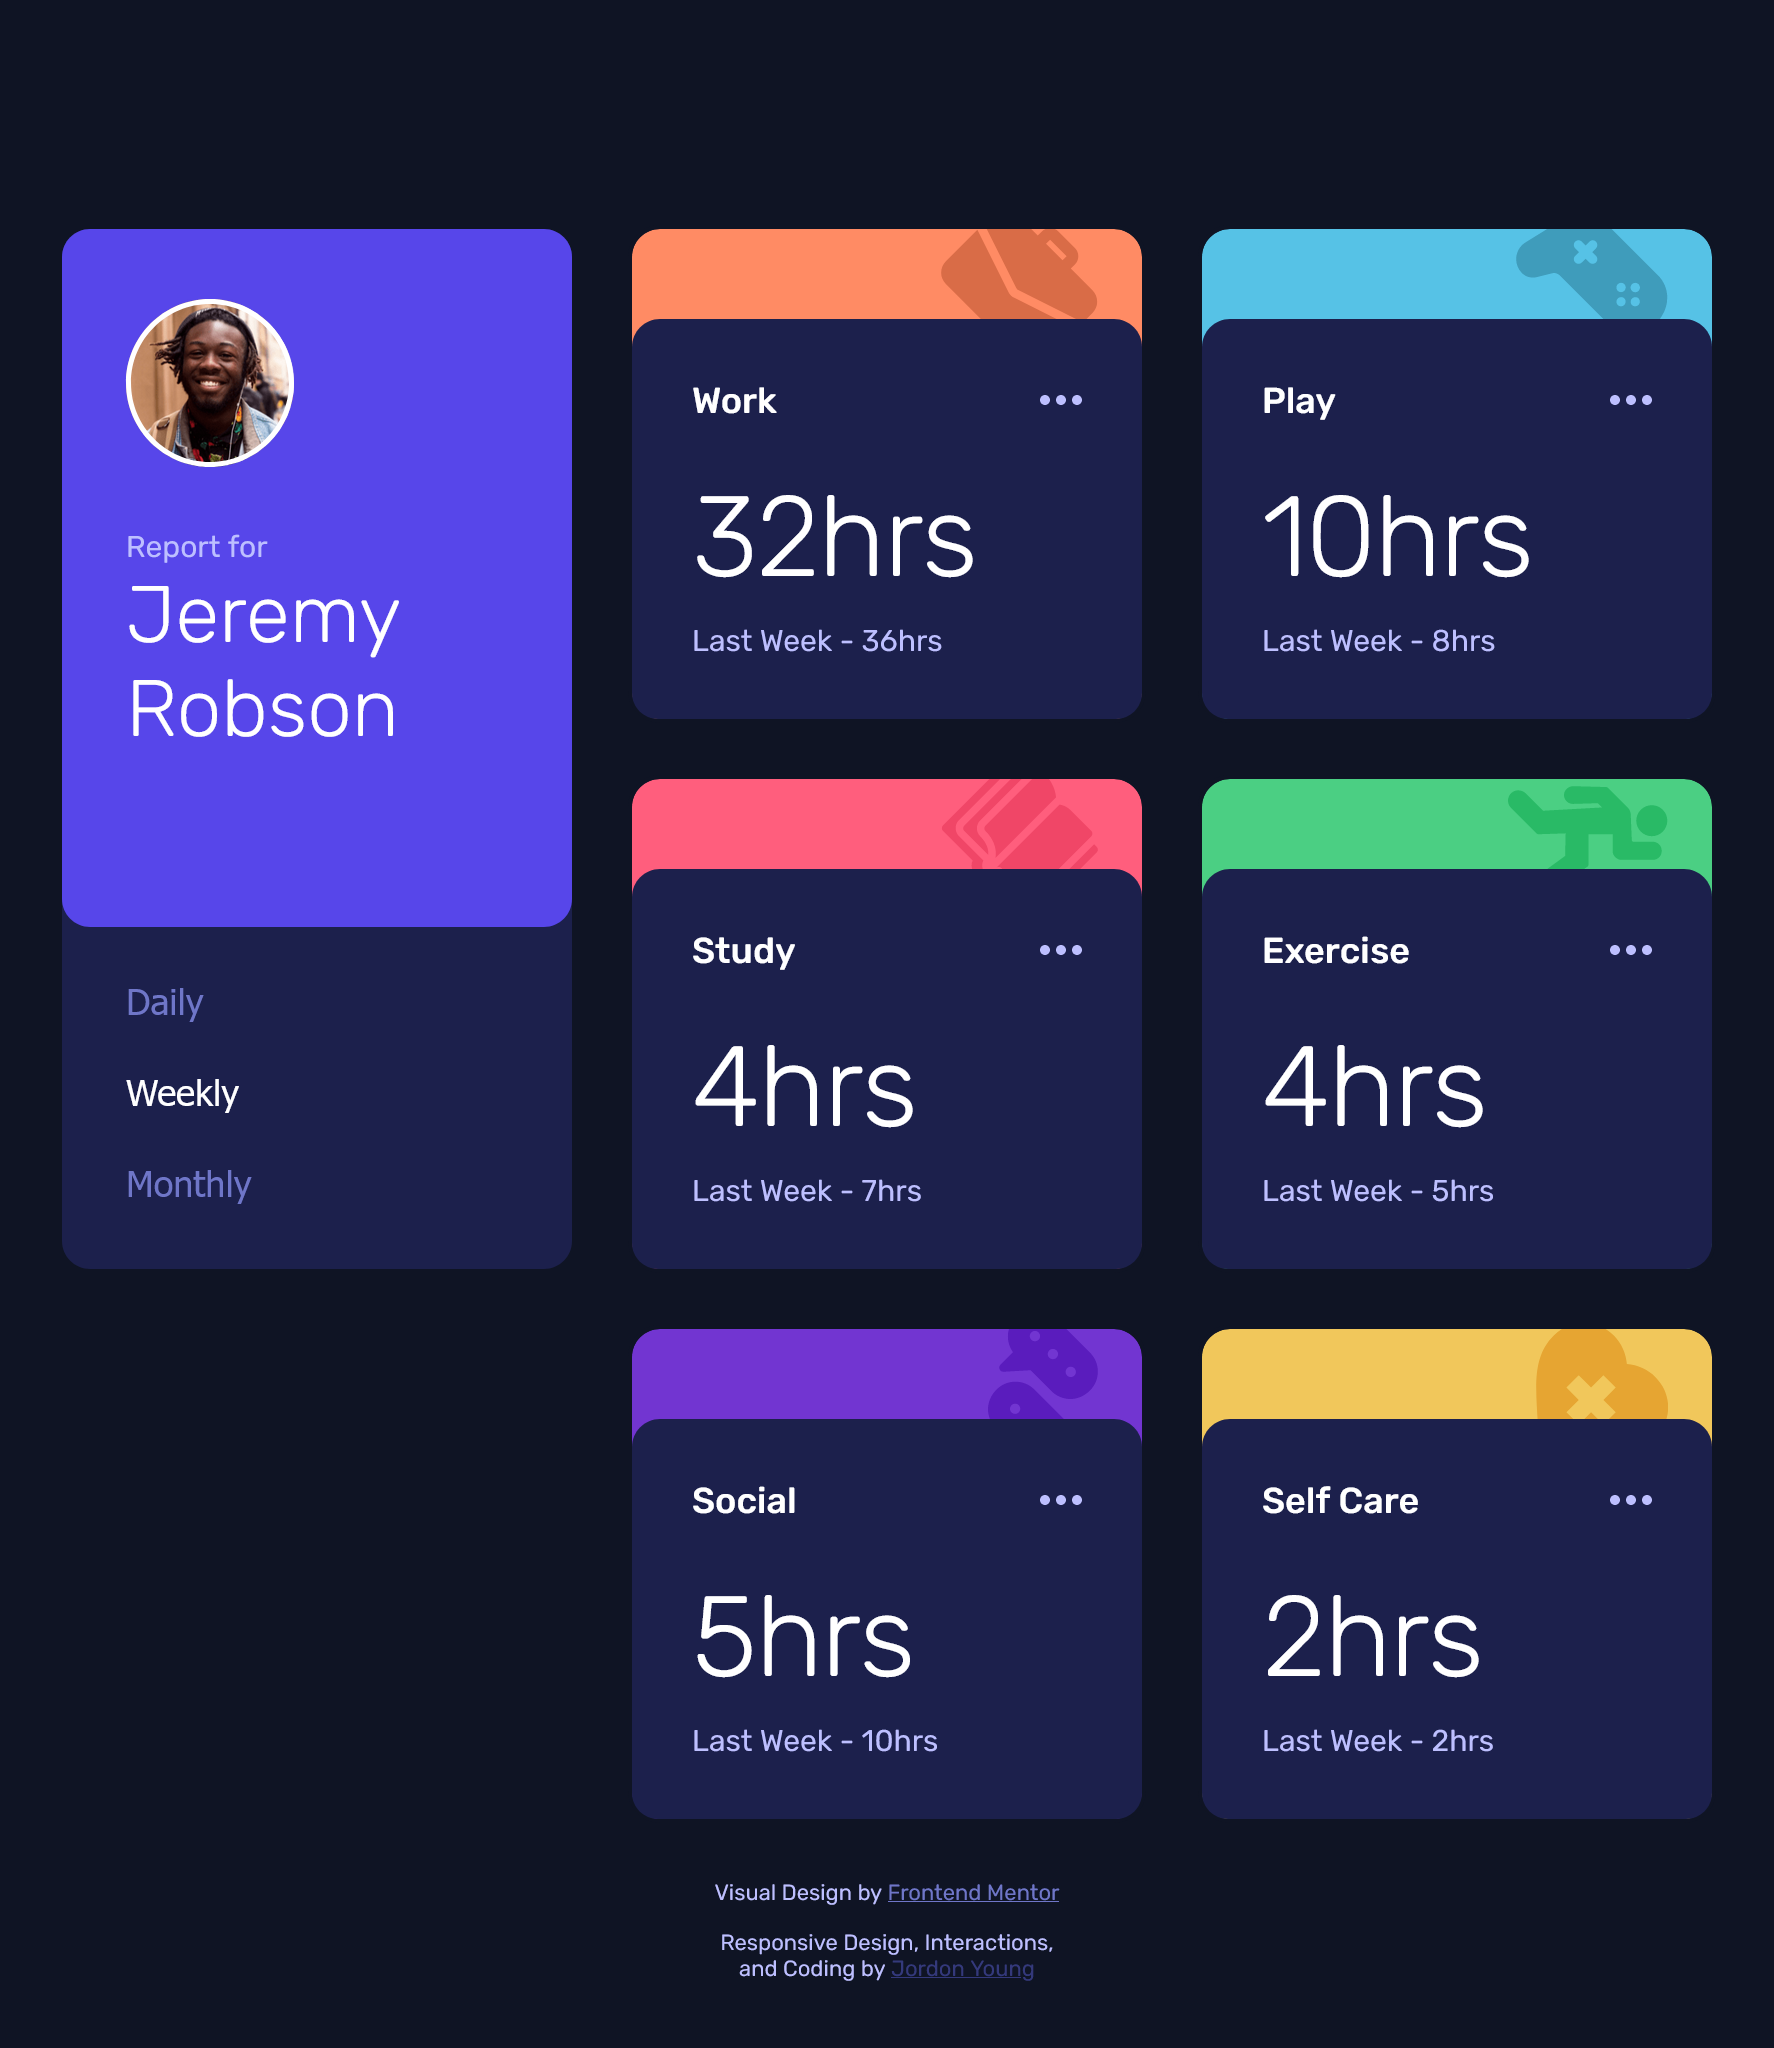 Report for
Jeremy
Robson
Daily
Weekly
Monthly
Work
32hrs
Last Week - 36hrs
Play
10hrs
Last Week - 8hrs
Study
4hrs
Last Week - 7hrs
Exercise
4hrs
Last Week - 5hrs
Social
5hrs
Last Week - 10hrs
Self Care
2hrs
Last Week - 2hrs
Visual Design by Frontend Mentor
Responsive Design, Interactions,
and Coding by Jordon Young